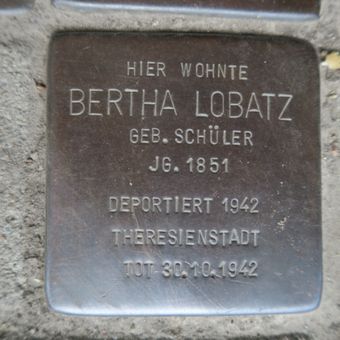 HIER WOHNTE
BERTHA LOBATZ
GEB. SCHÜLER
JG. 1851
DEPORTIERT 1942
THERESIENSTADT
TOT 30.10.1942